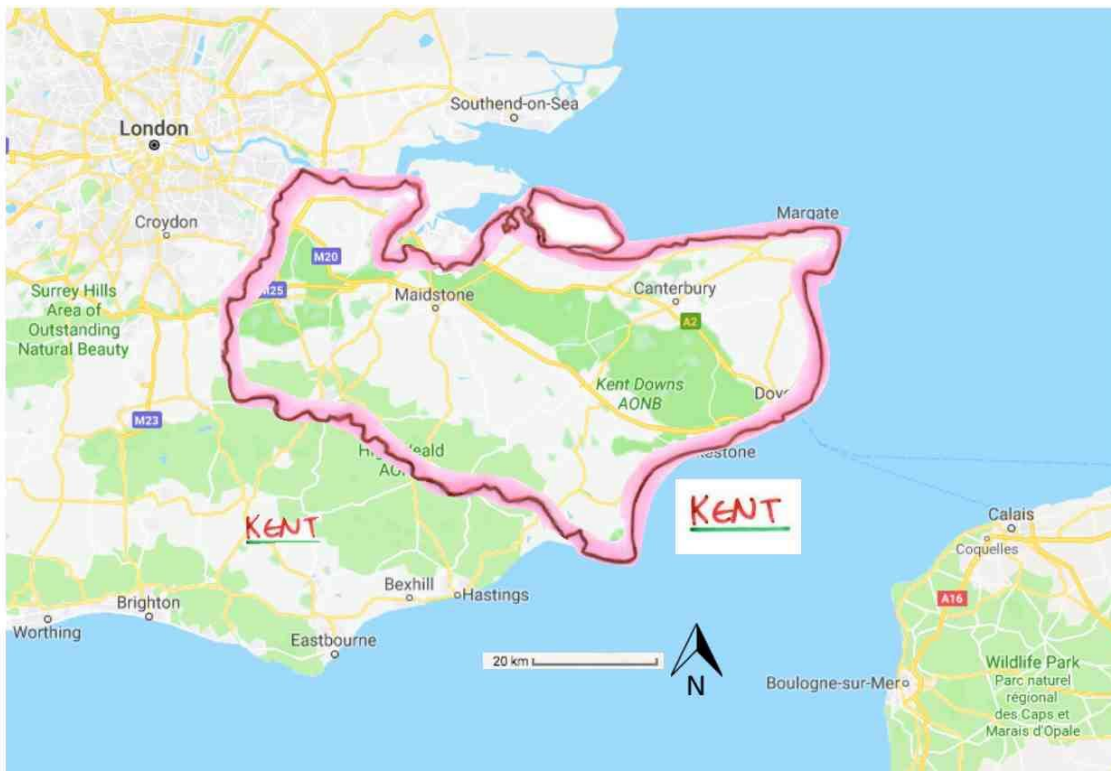 Southend-on-Sea
London
Croydon
Margate
M20
M25
Surrey Hills
Area of
Outstanding
Natural Beauty
Maidstone
Canterbury
A2
Kent Downs
AONB
M23
KENT
KENT
Calais
Coquelles
Bexhill
Hastings
A16
Brighton
Worthing
Eastbourne
20 km
N
Boulogne-sur-Mer
Wildlife Park
Parc naturel
régional
des Caps et
Marais d'Opale